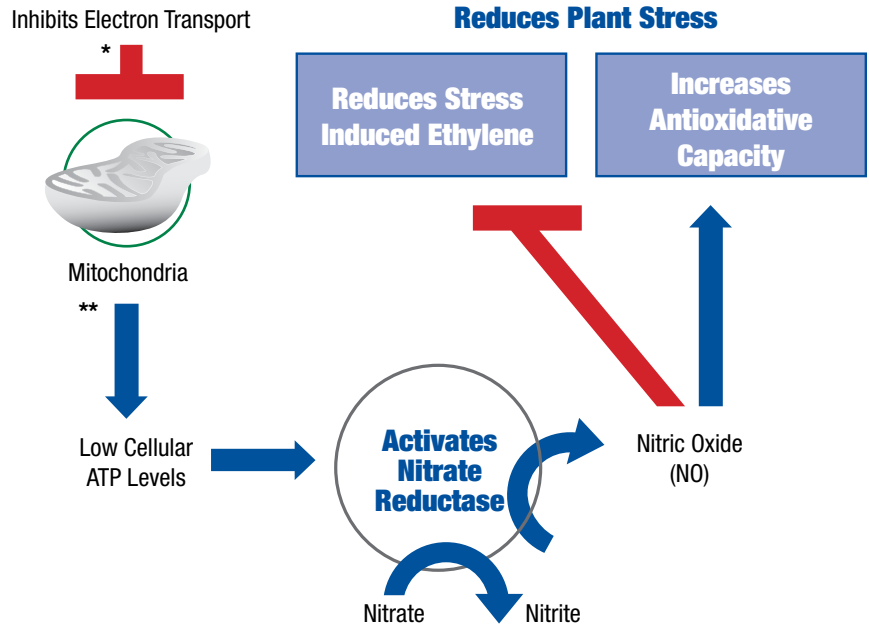 Inhibits Electron Transport
*
Mitochondria
**
Low Cellular
ATP Levels
Activates
Nitrate
Reductase
Nitrate
Nitrite
Nitric Oxide
(NO)
Reduces Plant Stress
Reduces Stress
Induced Ethylene
Increases
Antioxidative
Capacity